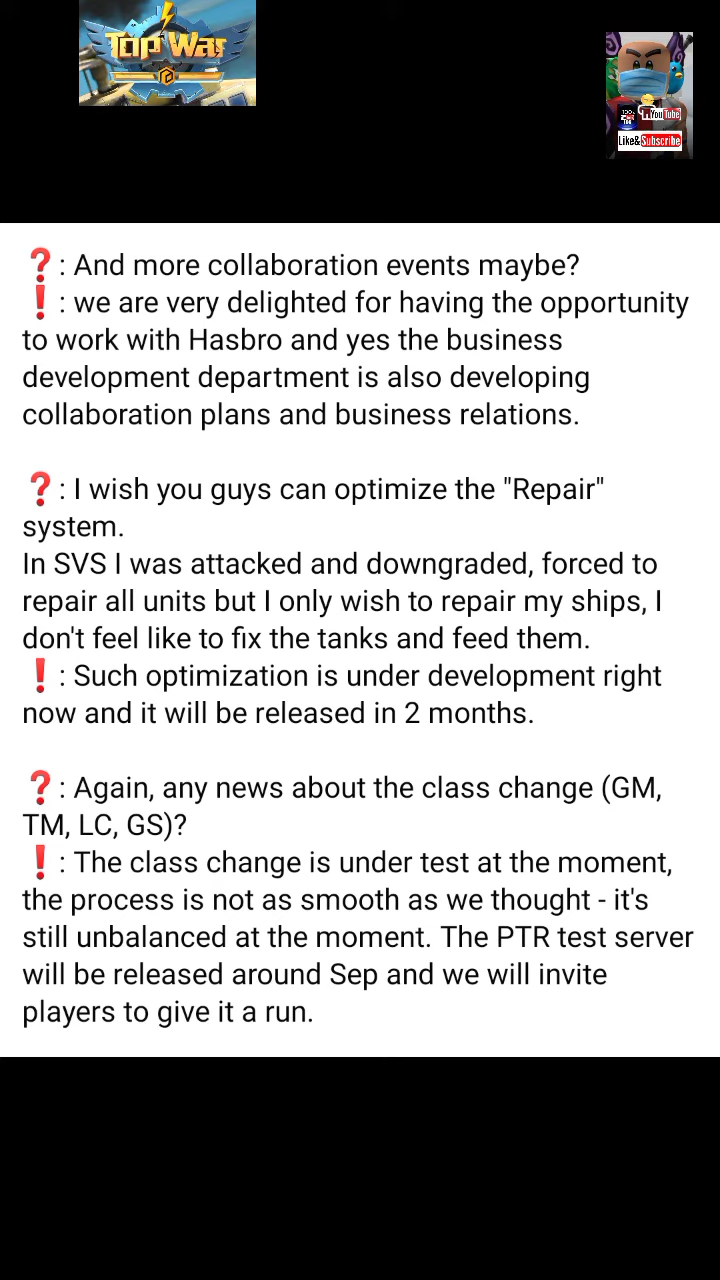 Top War
100%
YouTube
Like& Subscribe
❓: And more collaboration events maybe?
❗: we are very delighted for having the opportunity
to work with Hasbro and yes the business
development department is also developing
collaboration plans and business relations.
❓: I wish you guys can optimize the "Repair"
system.
In SVS I was attacked and downgraded, forced to
repair all units but I only wish to repair my ships, I
don't feel like to fix the tanks and feed them.
❗: Such optimization is under development right
now and it will be released in 2 months.
❓: Again, any news about the class change (GM,
TM, LC, GS)?
❗: The class change is under test at the moment,
the process is not as smooth as we thought - it's
still unbalanced at the moment. The PTR test server
will be released around Sep and we will invite
players to give it a run.